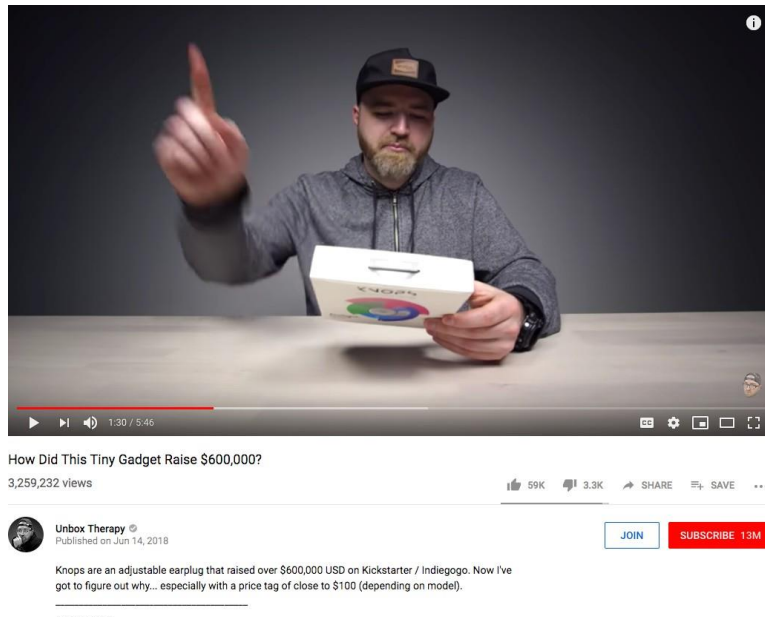 KNOPS
1:30 / 5:46
CC
How Did This Tiny Gadget Raise $600,000?
3,259,232 views
59K 3.3K SHARE SAVE
Unbox Therapy
Published on Jun 14, 2018
JOIN SUBSCRIBE 13M
Knops are an adjustable earplug that raised over $600,000 USD on Kickstarter / Indiegogo. Now I've
got to figure out why... especially with a price tag of close to $100 (depending on model).